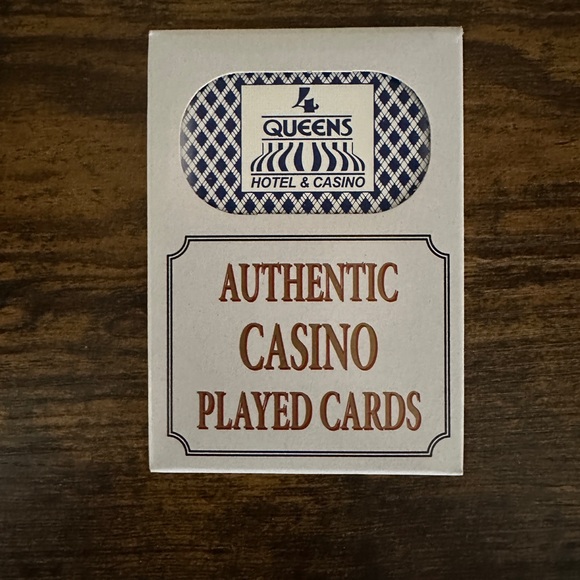 4
QUEENS
HOTEL & CASINO
AUTHENTIC
CASINO
PLAYED CARDS